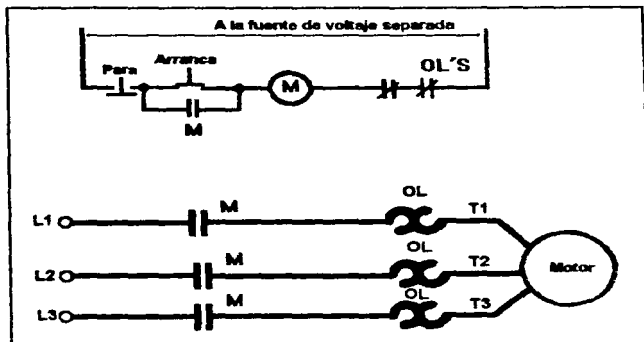 A la fuente de voltaje separada
Arranca
Para
M
OL´S
M
L1
M
OL
T1
L2
M
OL
T2
Motor
L3
M
OL
T3